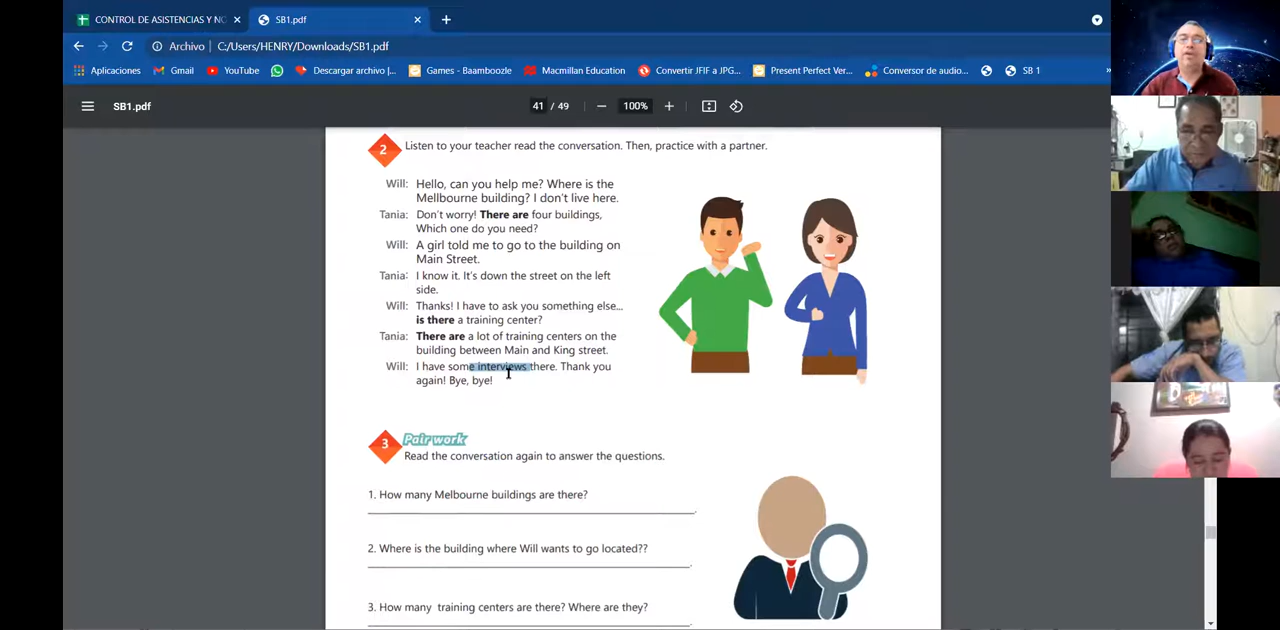 CONTROL DE ASISTENCIAS Y NO
SB1.pdf
Archivo C:/Users/HENRY/Downloads/SB1.pdf
Aplicaciones Gmail YouTube Descargar archivo |... Games - Baamboozle Macmillan Education Convertir JFIF a JPG... Present Perfect Ver... Conversor de audio... SB 1 »
SB1.pdf 41 / 49 — 100% +
2 Listen to your teacher read the conversation. Then, practice with a partner.
Will: Hello, can you help me? Where is the
Mellbourne building? I don't live here.
Tania: Don't worry! There are four buildings,
Which one do you need?
Will: A girl told me to go to the building on
Main Street.
Tania: I know it. It's down the street on the left
side.
Will: Thanks! I have to ask you something else...
is there a training center?
Tania: There are a lot of training centers on the
building between Main and King street.
Will: I have some interviews there. Thank you
again! Bye, bye!
3 Pair work
Read the conversation again to answer the questions.
1. How many Melbourne buildings are there?
2. Where is the building where Will wants to go located??
3. How many training centers are there? Where are they?